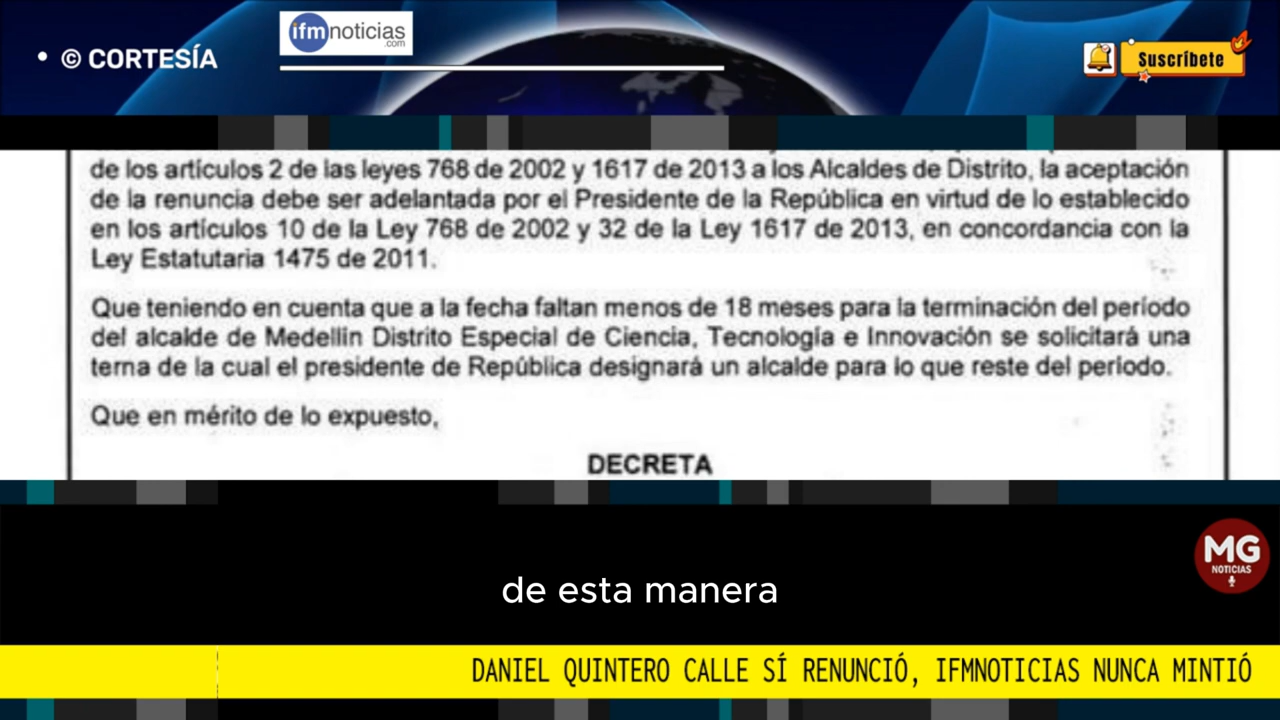 • © CORTESÍA
ifmnoticias
.com
Suscríbete
de los artículos 2 de las leyes 768 de 2002 y 1617 de 2013 a los Alcaldes de Distrito, la aceptación
de la renuncia debe ser adelantada por el Presidente de la República en virtud de lo establecido
en los artículos 10 de la Ley 768 de 2002 y 32 de la Ley 1617 de 2013, en concordancia con la
Ley Estatutaria 1475 de 2011.
Que teniendo en cuenta que a la fecha faltan menos de 18 meses para la terminación del período
del alcalde de Medellín Distrito Especial de Ciencia, Tecnología e Innovación se solicitará una
terna de la cual el presidente de República designará un alcalde para lo que reste del período.
Que en mérito de lo expuesto,
DECRETA
MG
NOTICIAS
de esta manera
DANIEL QUINTERO CALLE SÍ RENUNCIÓ, IFMNOTICIAS NUNCA MINTIÓ